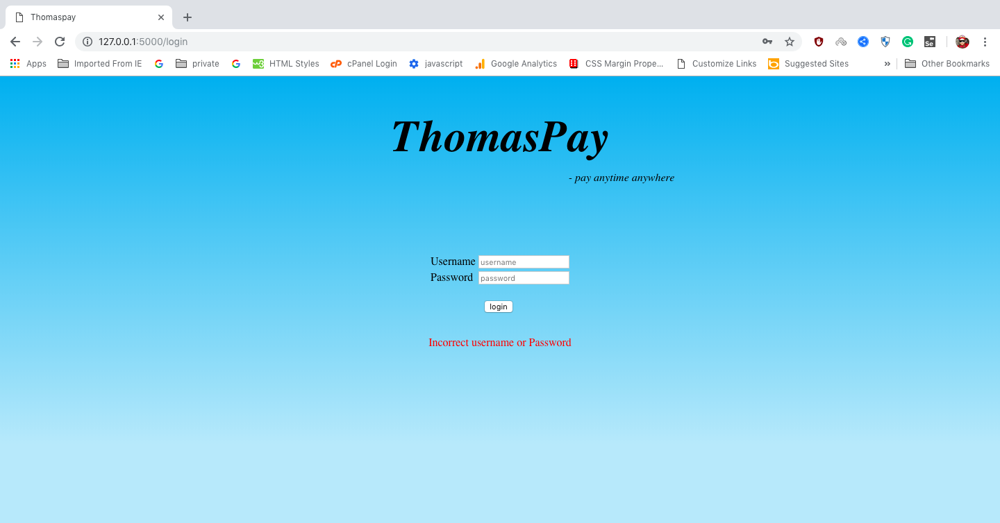 Thomaspay
127.0.0.1:5000/login
Se
Apps Imported From IE private HTML Styles cPanel Login javascript Google Analytics CSS Margin Prope... Customize Links Suggested Sites » Other Bookmarks
ThomasPay
- pay anytime anywhere
Username username
Password password
login
Incorrect username or Password